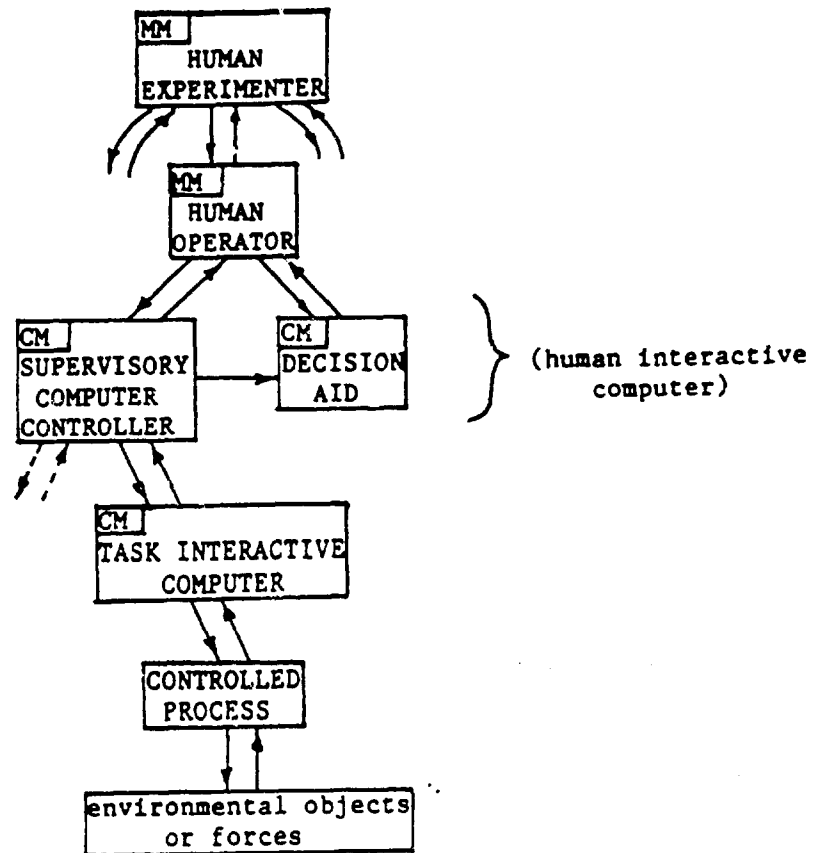 MM
HUMAN
EXPERIMENTER
MM
HUMAN
OPERATOR
CM
SUPERVISORY
COMPUTER
CONTROLLER
CM
DECISION
AID
(human interactive
computer)
CM
TASK INTERACTIVE
COMPUTER
CONTROLLED
PROCESS
environmental objects
or forces